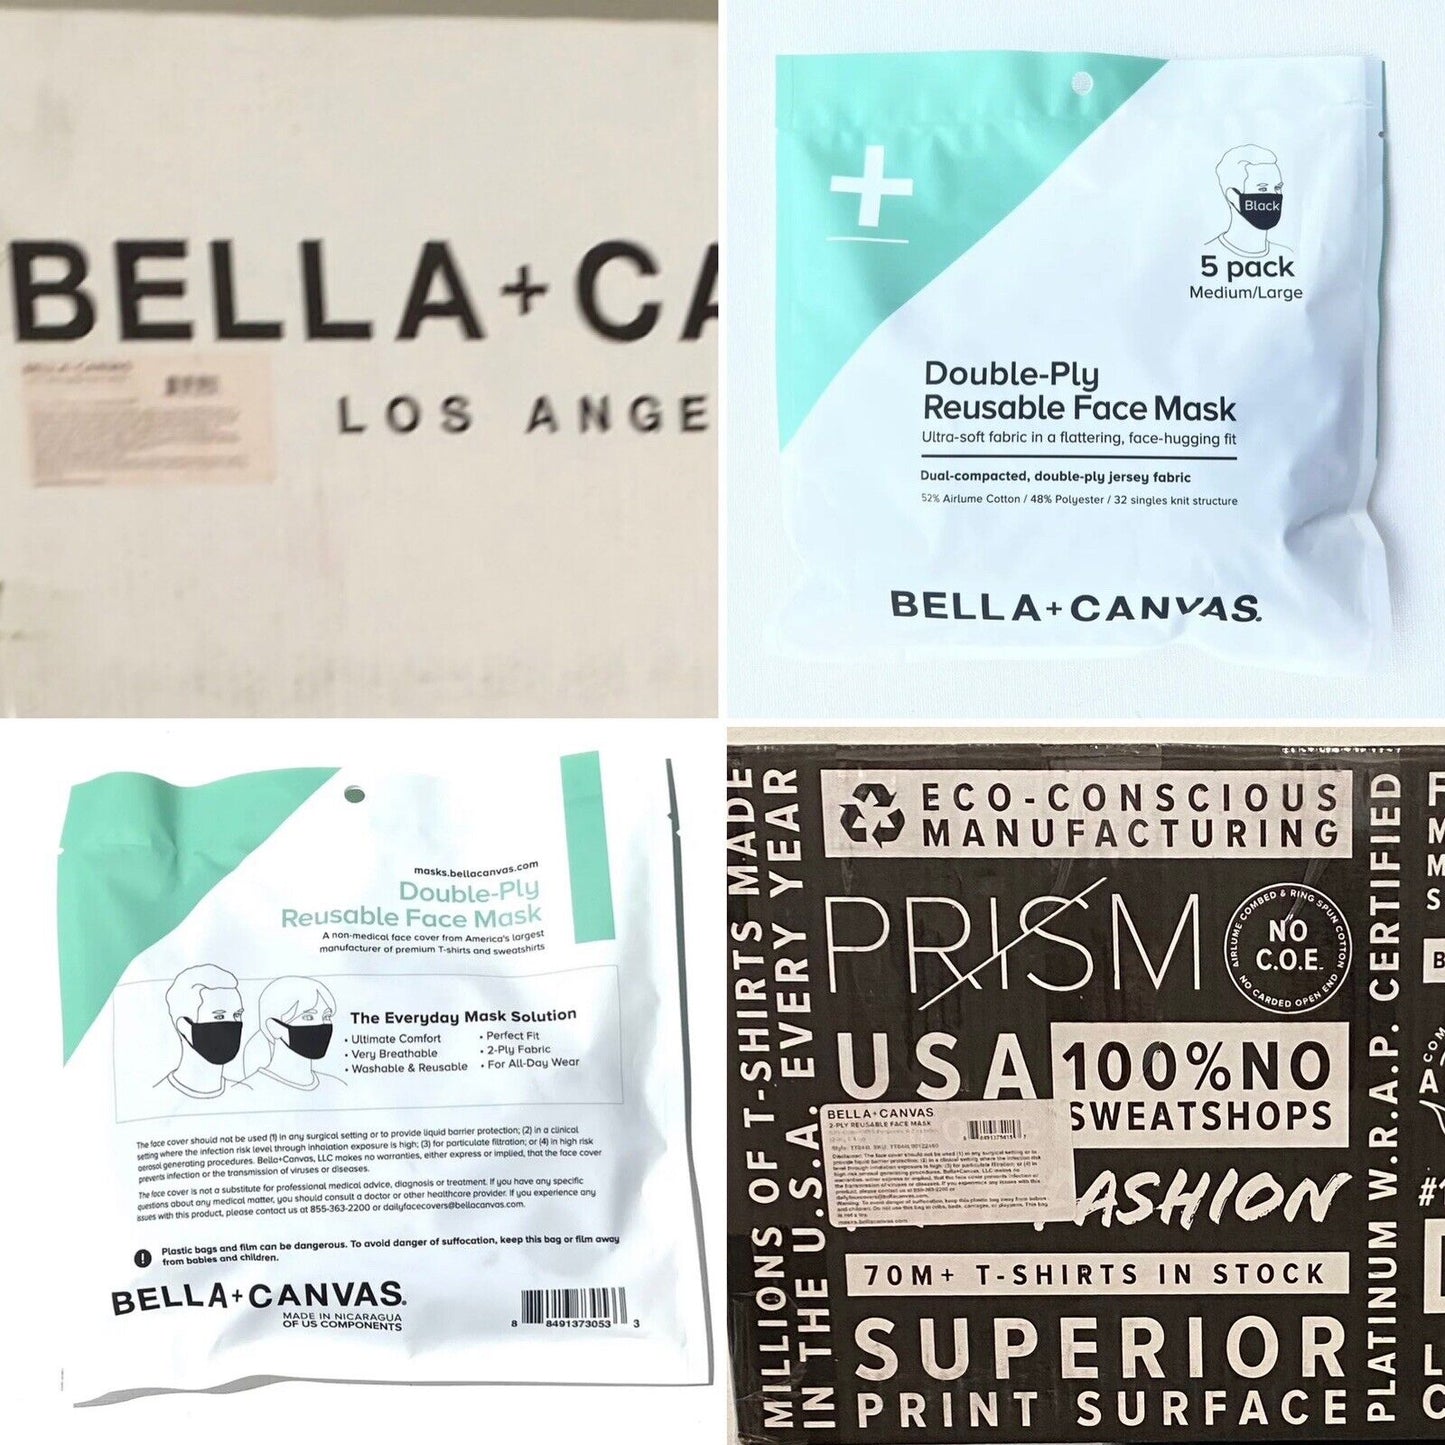 BELLA+CA
LOS ANGE
Black
5 pack
Medium/Large
Double-Ply
Reusable Face Mask
Ultra-soft fabric in a flattering, face-hugging fit
Dual-compacted, double-ply jersey fabric
52% Airlume Cotton / 48% Polyester / 32 singles knit structure
BELLA+CANVAS.
masks.bellacanvas.com
Double-Ply
Reusable Face Mask
A non-medical face cover from America's largest
manufacturer of premium T-shirts and sweatshirts
The Everyday Mask Solution
• Ultimate Comfort
• Very Breathable
• Washable & Reusable
• Perfect Fit
• 2-Ply Fabric
• For All-Day Wear
The face cover should not be used (1) in any surgical setting or to provide liquid barrier protection; (2) in a clinical
setting where the infection risk level through inhalation exposure is high; (3) for particulate filtration; or (4) in high risk
aerosol generating procedures. Bella+Canvas, LLC makes no warranties, either express or implied, that the face cover
prevents infection or the transmission of viruses or diseases.
The face cover is not a substitute for professional medical advice, diagnosis or treatment. If you have any specific
questions about any medical matter, you should consult a doctor or other healthcare provider. If you experience any
issues with this product, please contact us at 855-363-2200 or dailyfacecovers@bellacanvas.com.
! Plastic bags and film can be dangerous. To avoid danger of suffocation, keep this bag or film away
from babies and children.
BELLA+CANVAS.
MADE IN NICARAGUA
OF US COMPONENTS
8 8491373053 3
MILLIONS OF T-SHIRTS MADE
IN THE U.S.A. EVERY YEAR
ECO-CONSCIOUS
MANUFACTURING
PRISM
AIRLUME COMBED & RING SPUN COTTON
NO
C.O.E.
NO CARDED OPEN END
USA
100% NO
SWEATSHOPS
BELLA+CANVAS
2-PLY REUSABLE FACE MASK
masks.bellacanvas.com
ASHION
70M+ T-SHIRTS IN STOCK
SUPERIOR
PRINT SURFACE
PLATINUM W.R.A.P. CERTIFIED